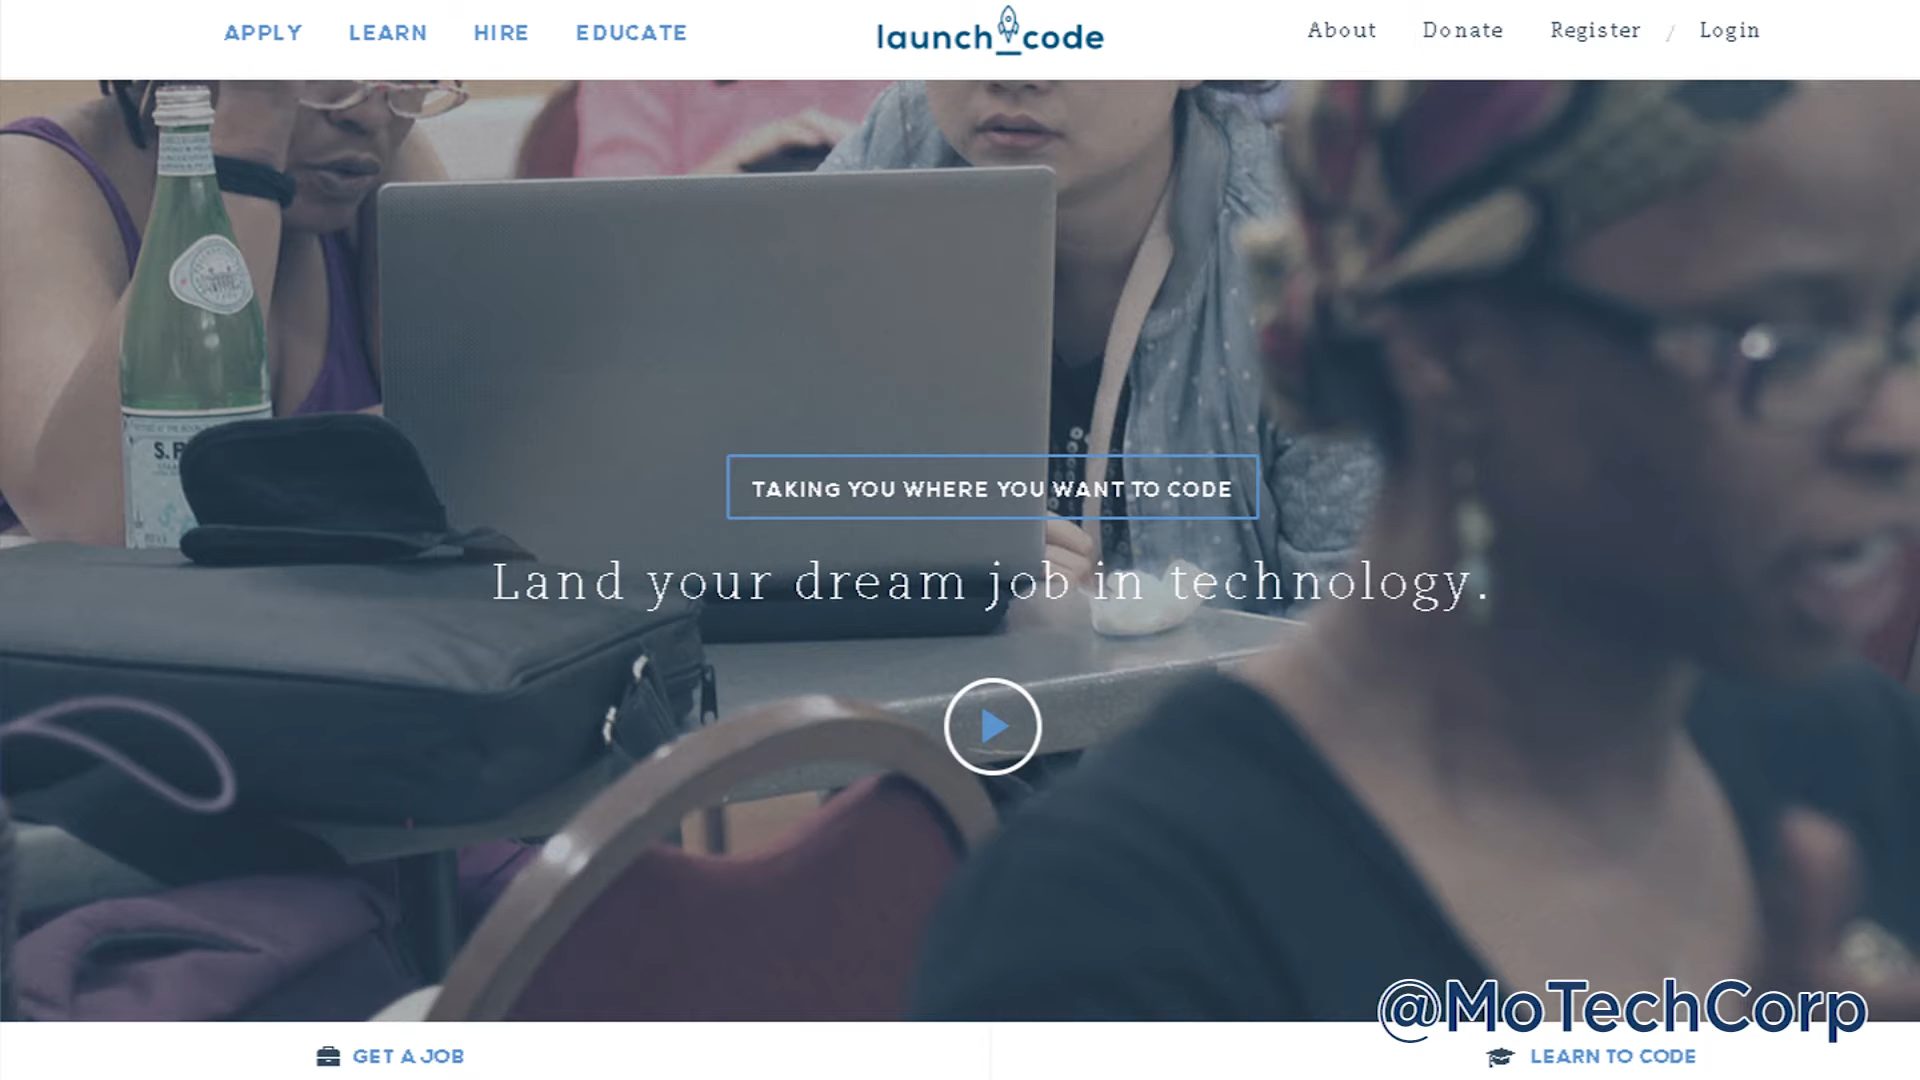 APPLY LEARN HIRE EDUCATE launch_code About Donate Register / Login
S.P
TAKING YOU WHERE YOU WANT TO CODE
Land your dream job in technology.
@MoTechCorp
GET A JOB LEARN TO CODE